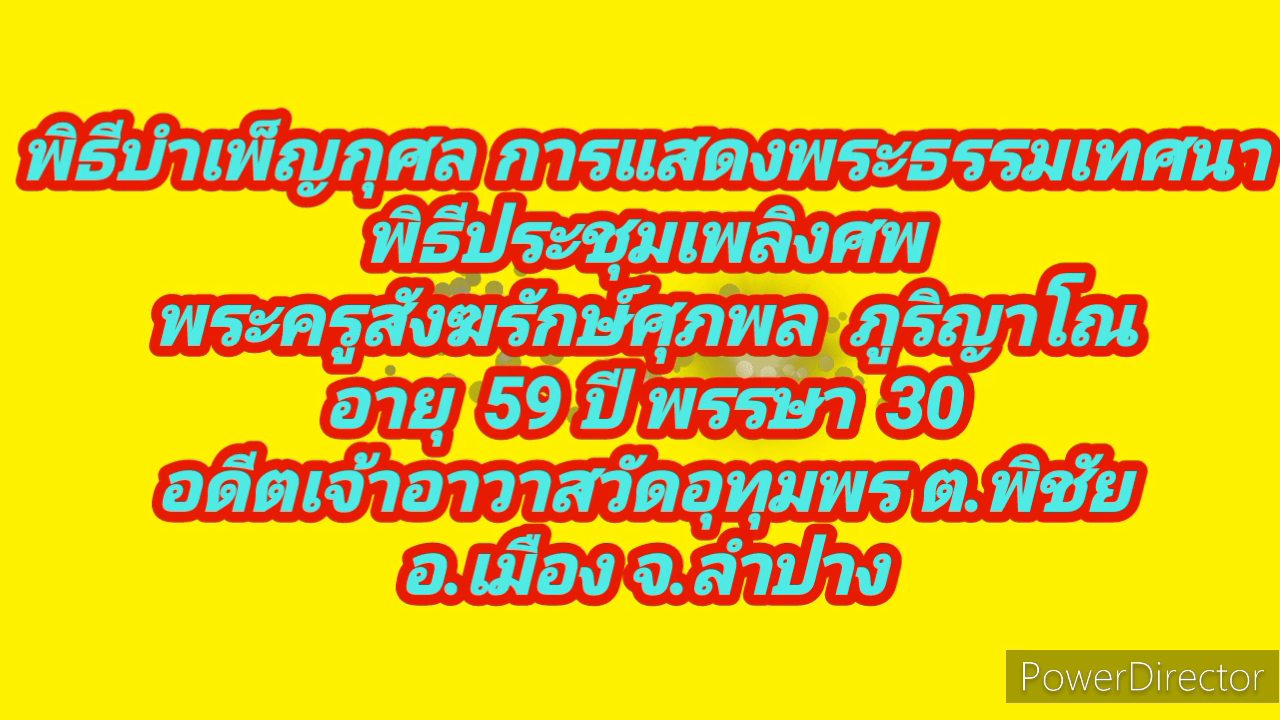 พิธีบำเพ็ญกุศล การแสดงพระธรรมเทศนา
พิธีประชุมเพลิงศพ
พระครูสังฆรักษ์ศุภพล ภูริญาโณ
อายุ 59 ปี พรรษา 30
อดีตเจ้าอาวาสวัดอุทุมพร ต.พิชัย
อ.เมือง จ.ลำปาง
PowerDirector